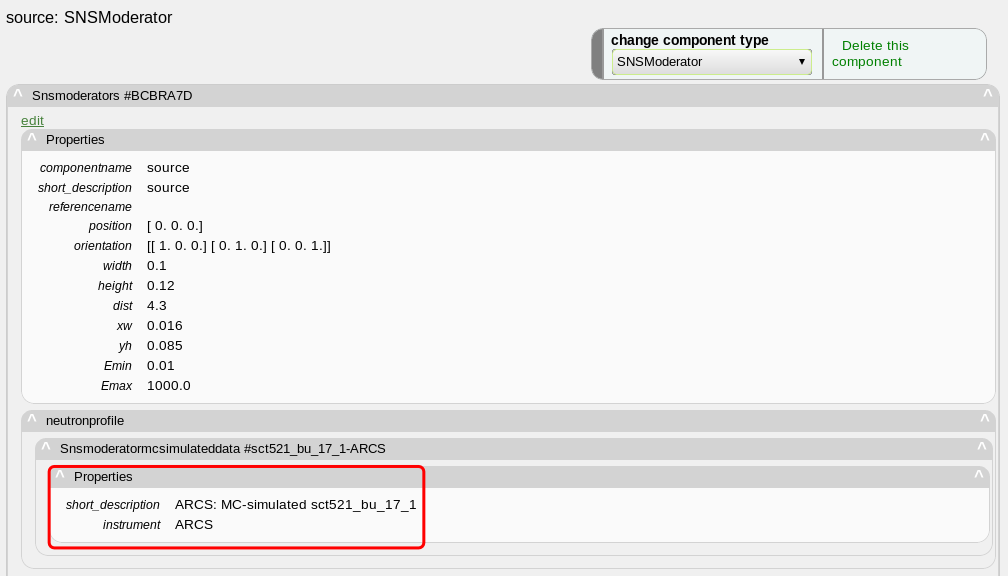 source: SNSModerator
change component type
SNSModerator ▼
Delete this
component
^ Snsmoderators #BCBRA7D ^
edit
^ Properties ^
componentname source
short_description source
referencename
position [ 0. 0. 0.]
orientation [[ 1. 0. 0.] [ 0. 1. 0.] [ 0. 0. 1.]]
width 0.1
height 0.12
dist 4.3
xw 0.016
yh 0.085
Emin 0.01
Emax 1000.0
^ neutronprofile ^
^ Snsmoderatormcsimulateddata #sct521_bu_17_1-ARCS ^
^ Properties ^
short_description ARCS: MC-simulated sct521_bu_17_1
instrument ARCS